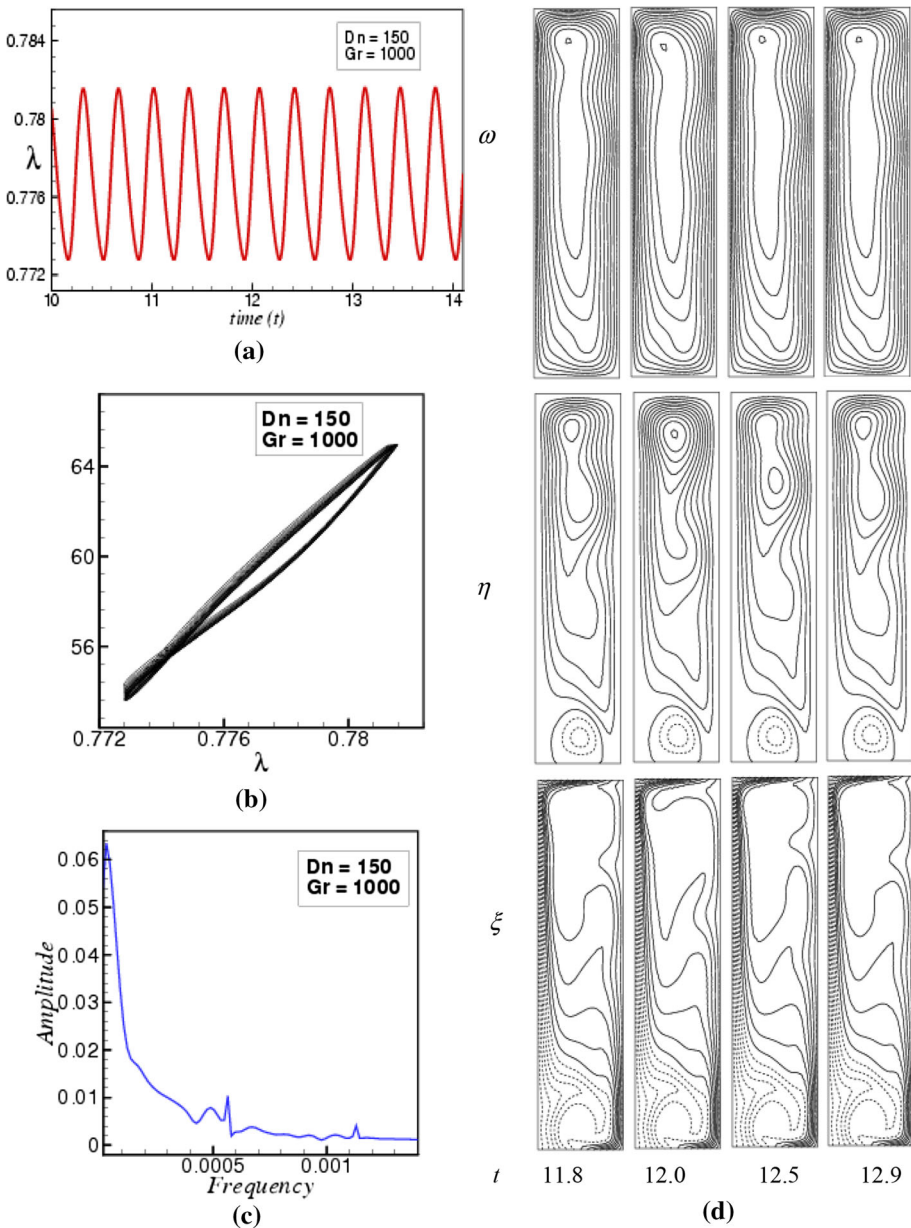 0.784
0.78
0.776
0.772
λ
Dn = 150
Gr = 1000
10 11 12 13 14
time (t)
(a)
64
60
56
Dn = 150
Gr = 1000
0.772 0.776 0.78
λ
(b)
0.06
0.05
0.04
0.03
0.02
0.01
0
Amplitude
Dn = 150
Gr = 1000
0.0005 0.001
Frequency
(c)
ω
η
ξ
t 11.8 12.0 12.5 12.9
(d)